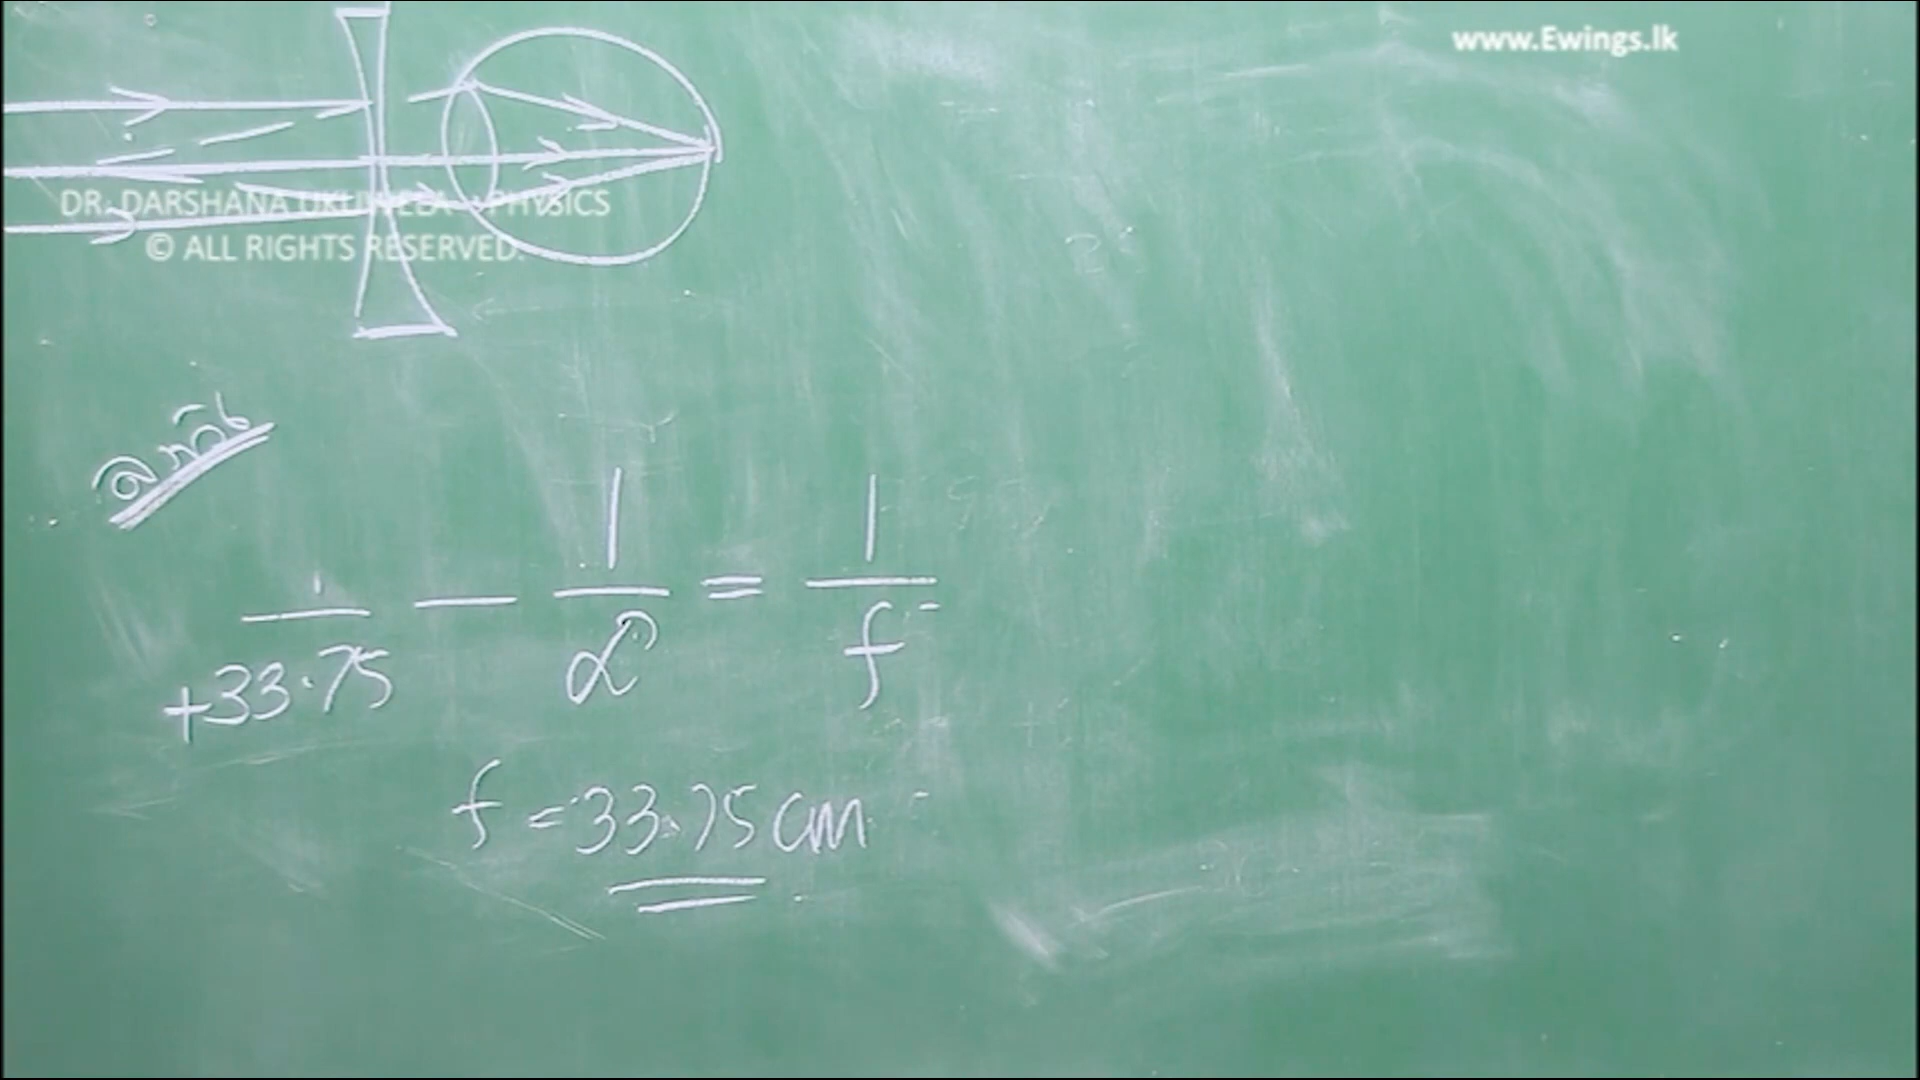 www.Ewings.lk
DR. DARSHANA UKUWELA - PHYSICS
© ALL RIGHTS RESERVED.
1/+33.75 - 1/α = 1/f
f = 33.75 cm